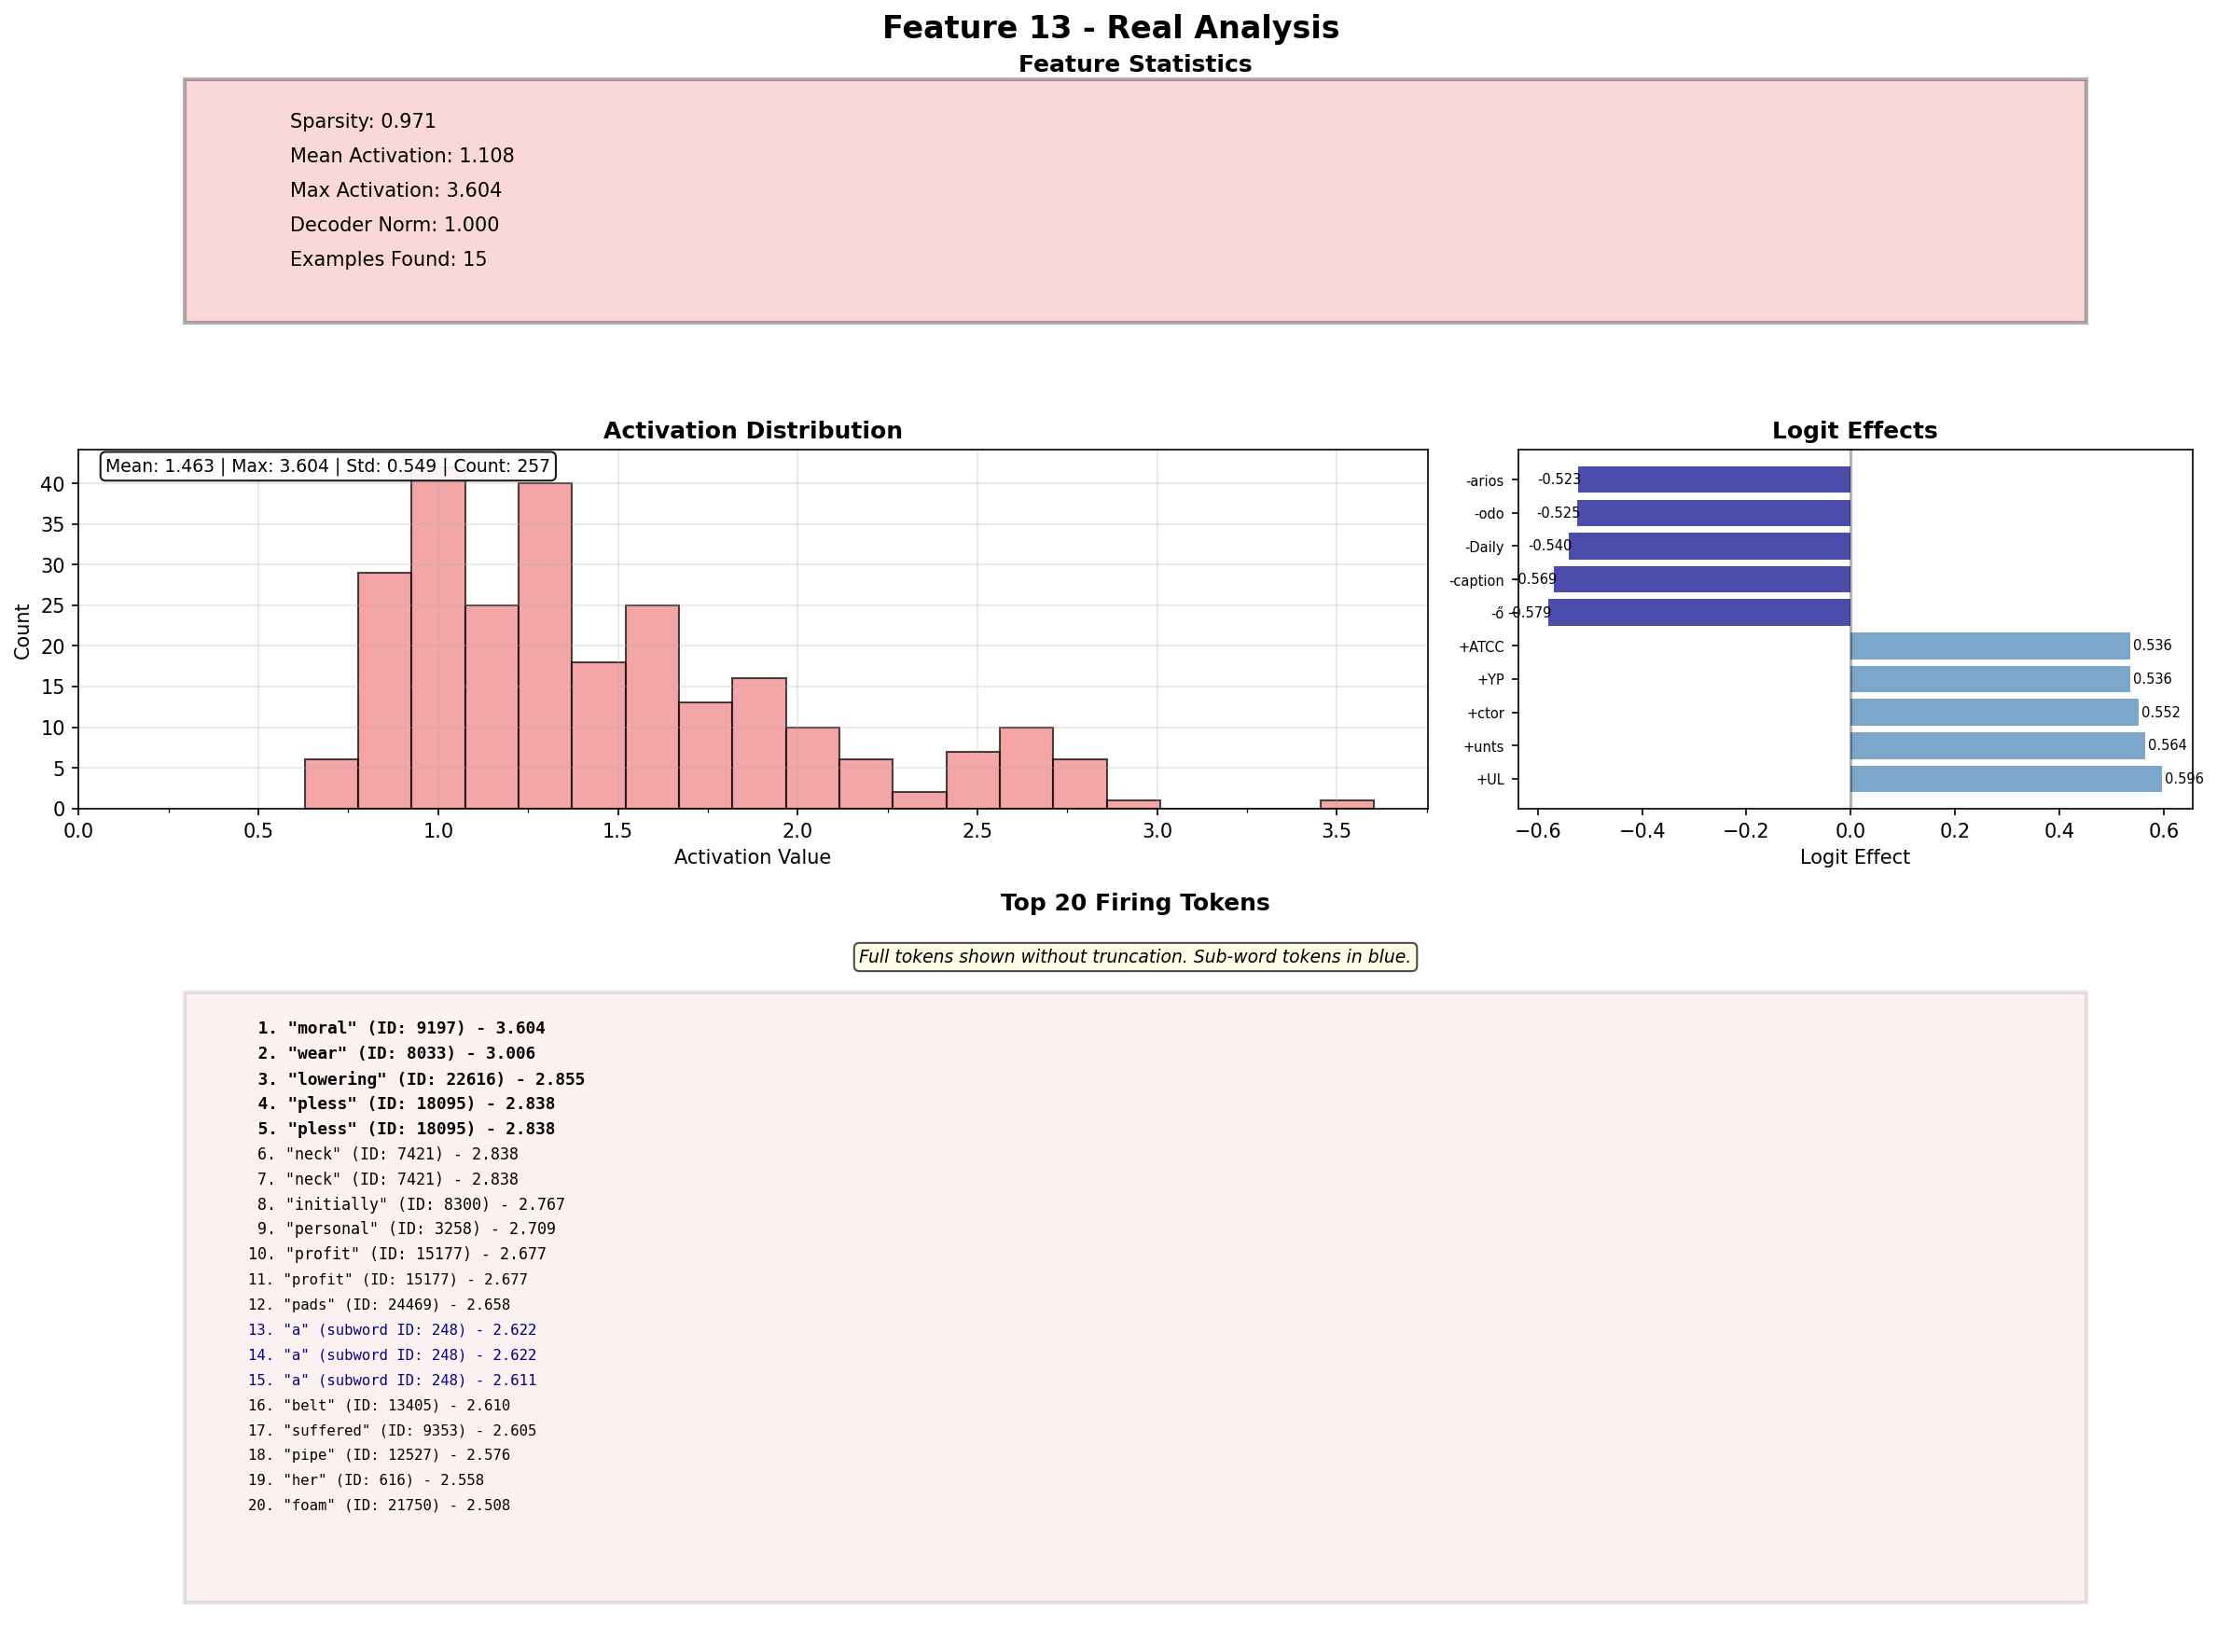 Feature 13 - Real Analysis
Feature Statistics
Sparsity: 0.971
Mean Activation: 1.108
Max Activation: 3.604
Decoder Norm: 1.000
Examples Found: 15
Activation Distribution
Mean: 1.463 | Max: 3.604 | Std: 0.549 | Count: 257
40
35
30
25
20
15
10
5
0
Count
0.0 0.5 1.0 1.5 2.0 2.5 3.0 3.5
Activation Value
Logit Effects
-arios -0.523
-odo -0.525
-Daily -0.540
-caption -0.569
-ő -0.579
+ATCC 0.536
+YP 0.536
+ctor 0.552
+unts 0.564
+UL 0.596
−0.6 −0.4 −0.2 0.0 0.2 0.4 0.6
Logit Effect
Top 20 Firing Tokens
Full tokens shown without truncation. Sub-word tokens in blue.
1. "moral" (ID: 9197) - 3.604
2. "wear" (ID: 8033) - 3.006
3. "lowering" (ID: 22616) - 2.855
4. "pless" (ID: 18095) - 2.838
5. "pless" (ID: 18095) - 2.838
6. "neck" (ID: 7421) - 2.838
7. "neck" (ID: 7421) - 2.838
8. "initially" (ID: 8300) - 2.767
9. "personal" (ID: 3258) - 2.709
10. "profit" (ID: 15177) - 2.677
11. "profit" (ID: 15177) - 2.677
12. "pads" (ID: 24469) - 2.658
13. "a" (subword ID: 248) - 2.622
14. "a" (subword ID: 248) - 2.622
15. "a" (subword ID: 248) - 2.611
16. "belt" (ID: 13405) - 2.610
17. "suffered" (ID: 9353) - 2.605
18. "pipe" (ID: 12527) - 2.576
19. "her" (ID: 616) - 2.558
20. "foam" (ID: 21750) - 2.508